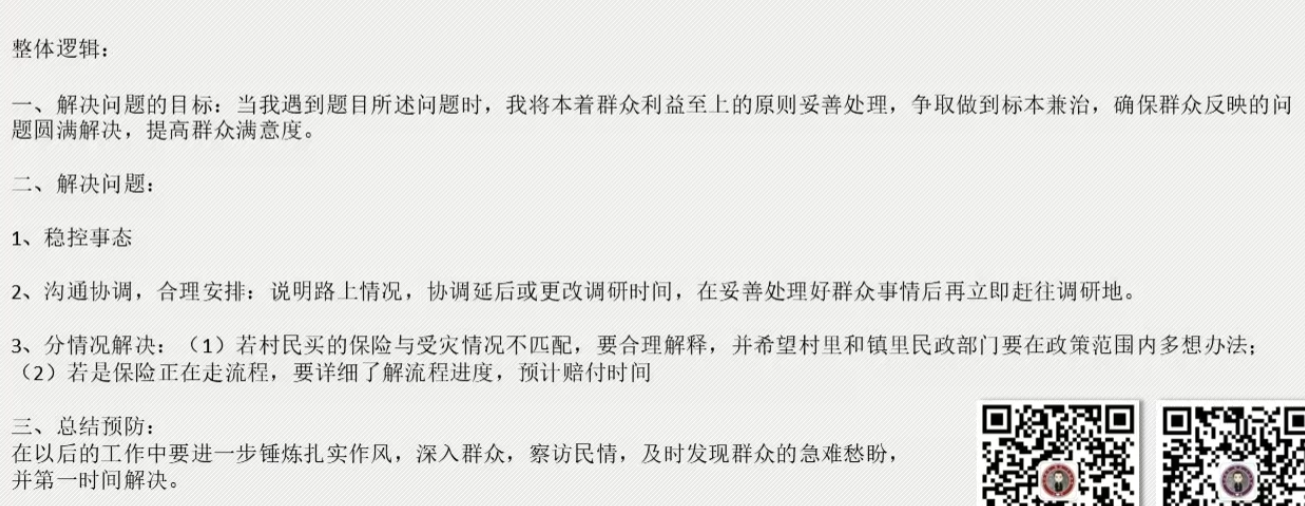 整体逻辑：
一、解决问题的目标：当我遇到题目所述问题时，我将本着群众利益至上的原则妥善处理，争取做到标本兼治，确保群众反映的问
题圆满解决，提高群众满意度。
二、解决问题：
1、稳控事态
2、沟通协调，合理安排：说明路上情况，协调延后或更改调研时间，在妥善处理好群众事情后再立即赶往调研地。
3、分情况解决：（1）若村民买的保险与受灾情况不匹配，要合理解释，并希望村里和镇里民政部门要在政策范围内多想办法；
（2）若是保险正在走流程，要详细了解流程进度，预计赔付时间
三、总结预防：
在以后的工作中要进一步锤炼扎实作风，深入群众，察访民情，及时发现群众的急难愁盼，
并第一时间解决。